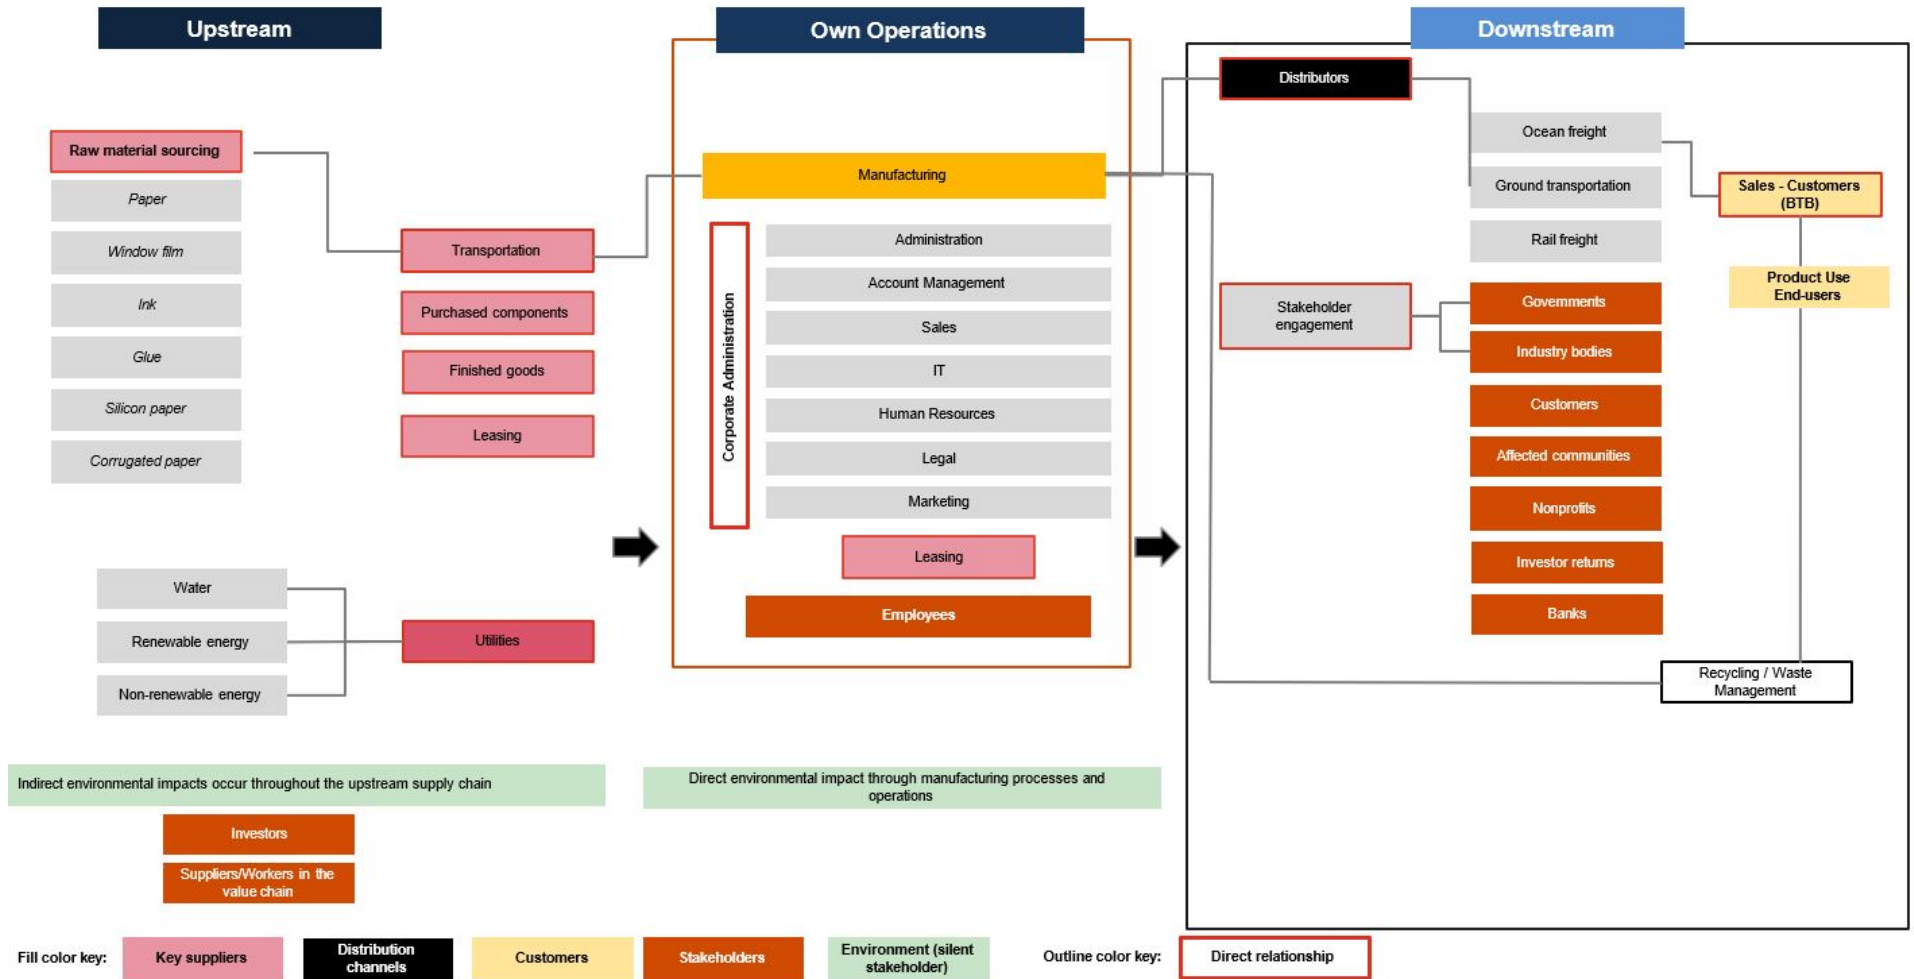 Upstream
Raw material sourcing
Paper
Window film
Ink
Glue
Silicon paper
Corrugated paper
Transportation
Purchased components
Finished goods
Leasing
Water
Renewable energy
Non-renewable energy
Utilities
Indirect environmental impacts occur throughout the upstream supply chain
Investors
Suppliers/Workers in the
value chain
Own Operations
Manufacturing
Corporate Administration
Administration
Account Management
Sales
IT
Human Resources
Legal
Marketing
Leasing
Employees
Direct environmental impact through manufacturing processes and
operations
Downstream
Distributors
Ocean freight
Ground transportation
Rail freight
Sales - Customers
(BTB)
Product Use
End-users
Stakeholder
engagement
Governments
Industry bodies
Customers
Affected communities
Nonprofits
Investor returns
Banks
Recycling / Waste
Management
Fill color key:
Key suppliers
Distribution
channels
Customers
Stakeholders
Environment (silent
stakeholder)
Outline color key:
Direct relationship